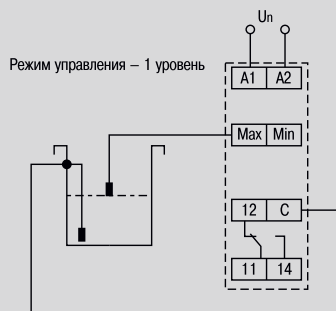 Un
Режим управления – 1 уровень
A1 A2
Max Min
12 C
11 14